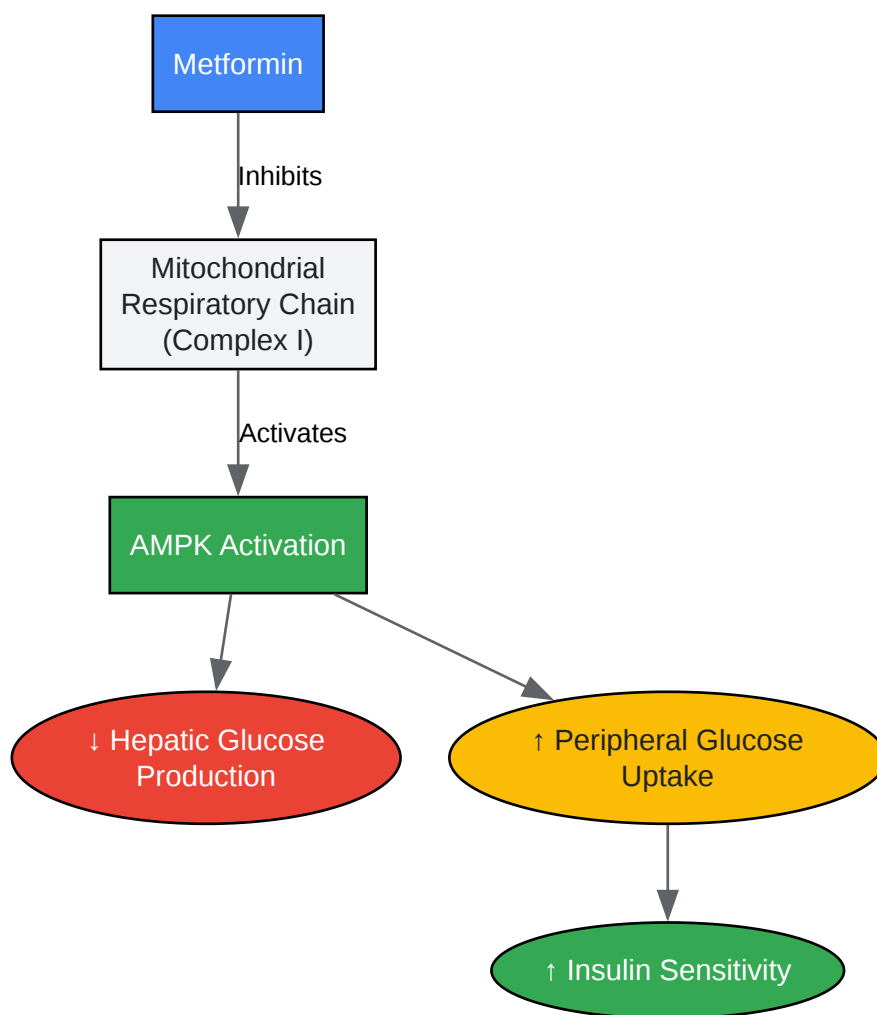 Metformin
Inhibits
Mitochondrial
Respiratory Chain
(Complex I)
Activates
AMPK Activation
↓ Hepatic Glucose
Production
↑ Peripheral Glucose
Uptake
↑ Insulin Sensitivity